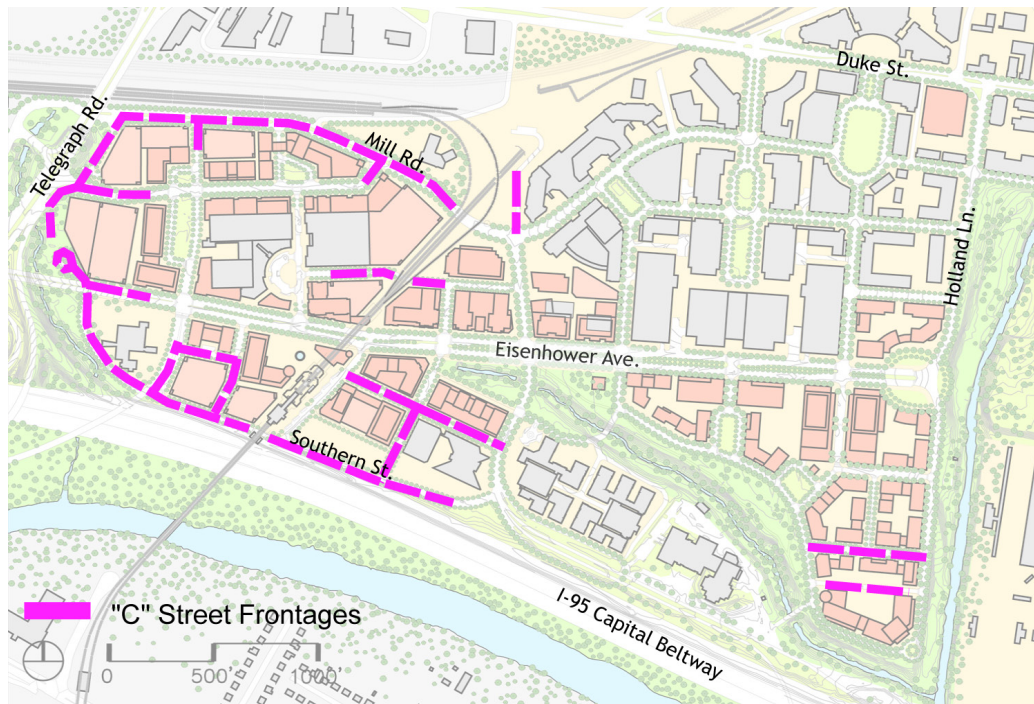 Duke St.
Telegraph Rd.
Mill Rd.
Holland Ln.
Eisenhower Ave.
Southern St.
I-95 Capital Beltway
"C" Street Frontages
0 500' 1000'